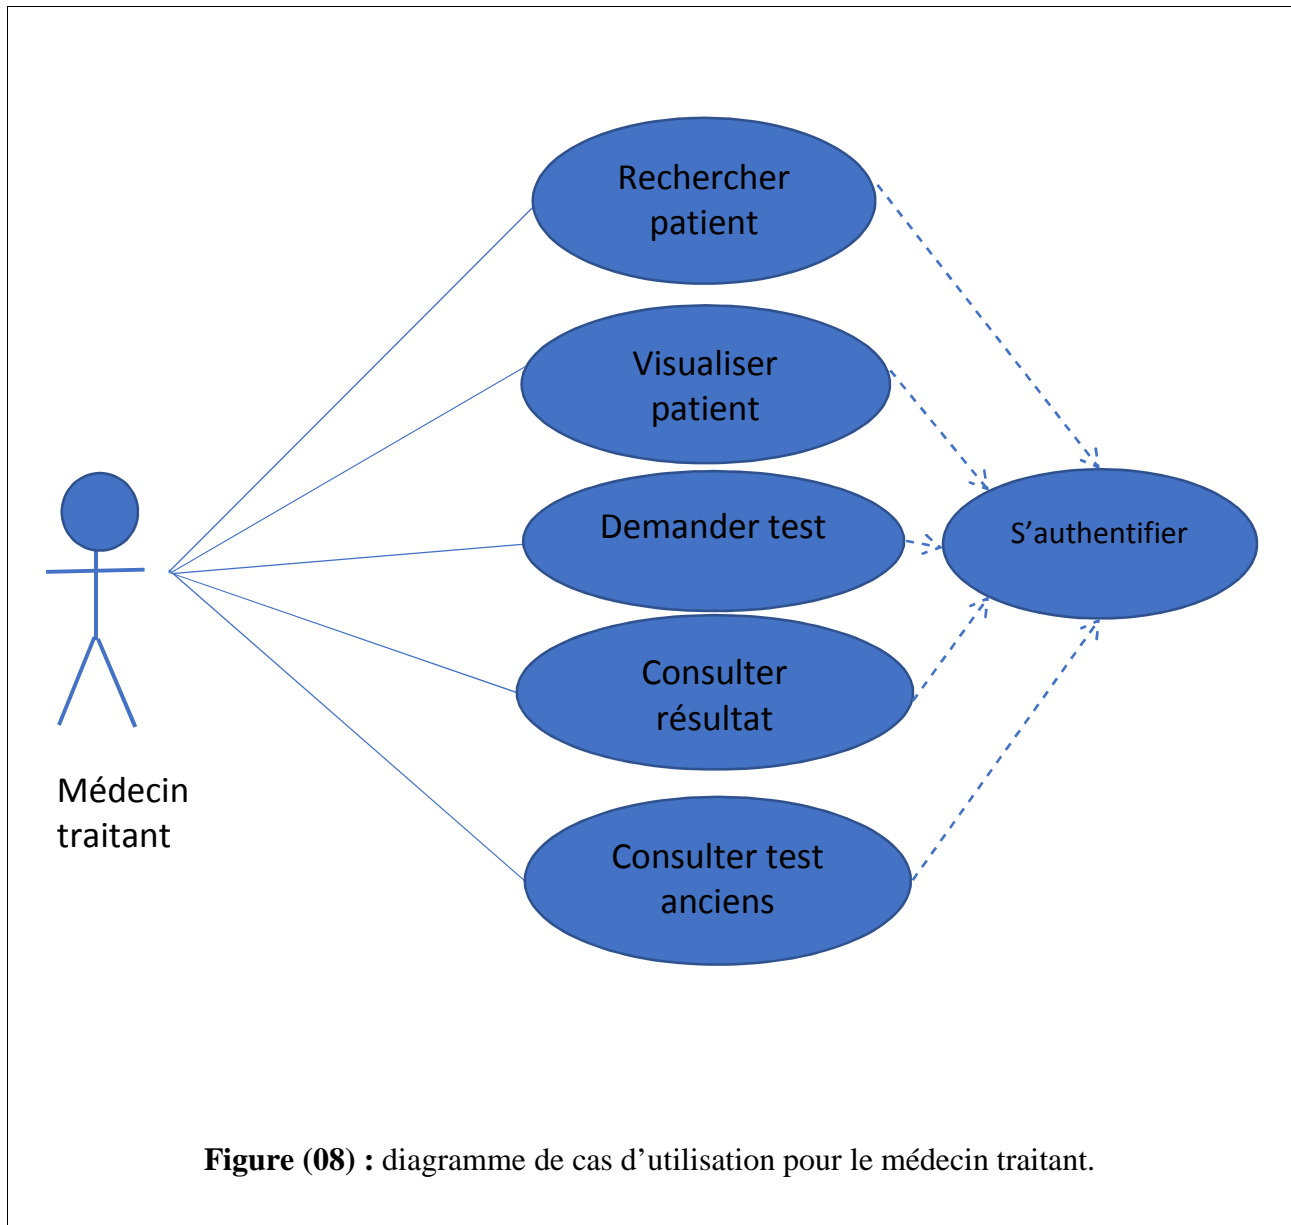 Rechercher
patient
Visualiser
patient
Demander test
S’authentifier
Consulter
résultat
Médecin
traitant
Consulter test
anciens
Figure (08) : diagramme de cas d’utilisation pour le médecin traitant.